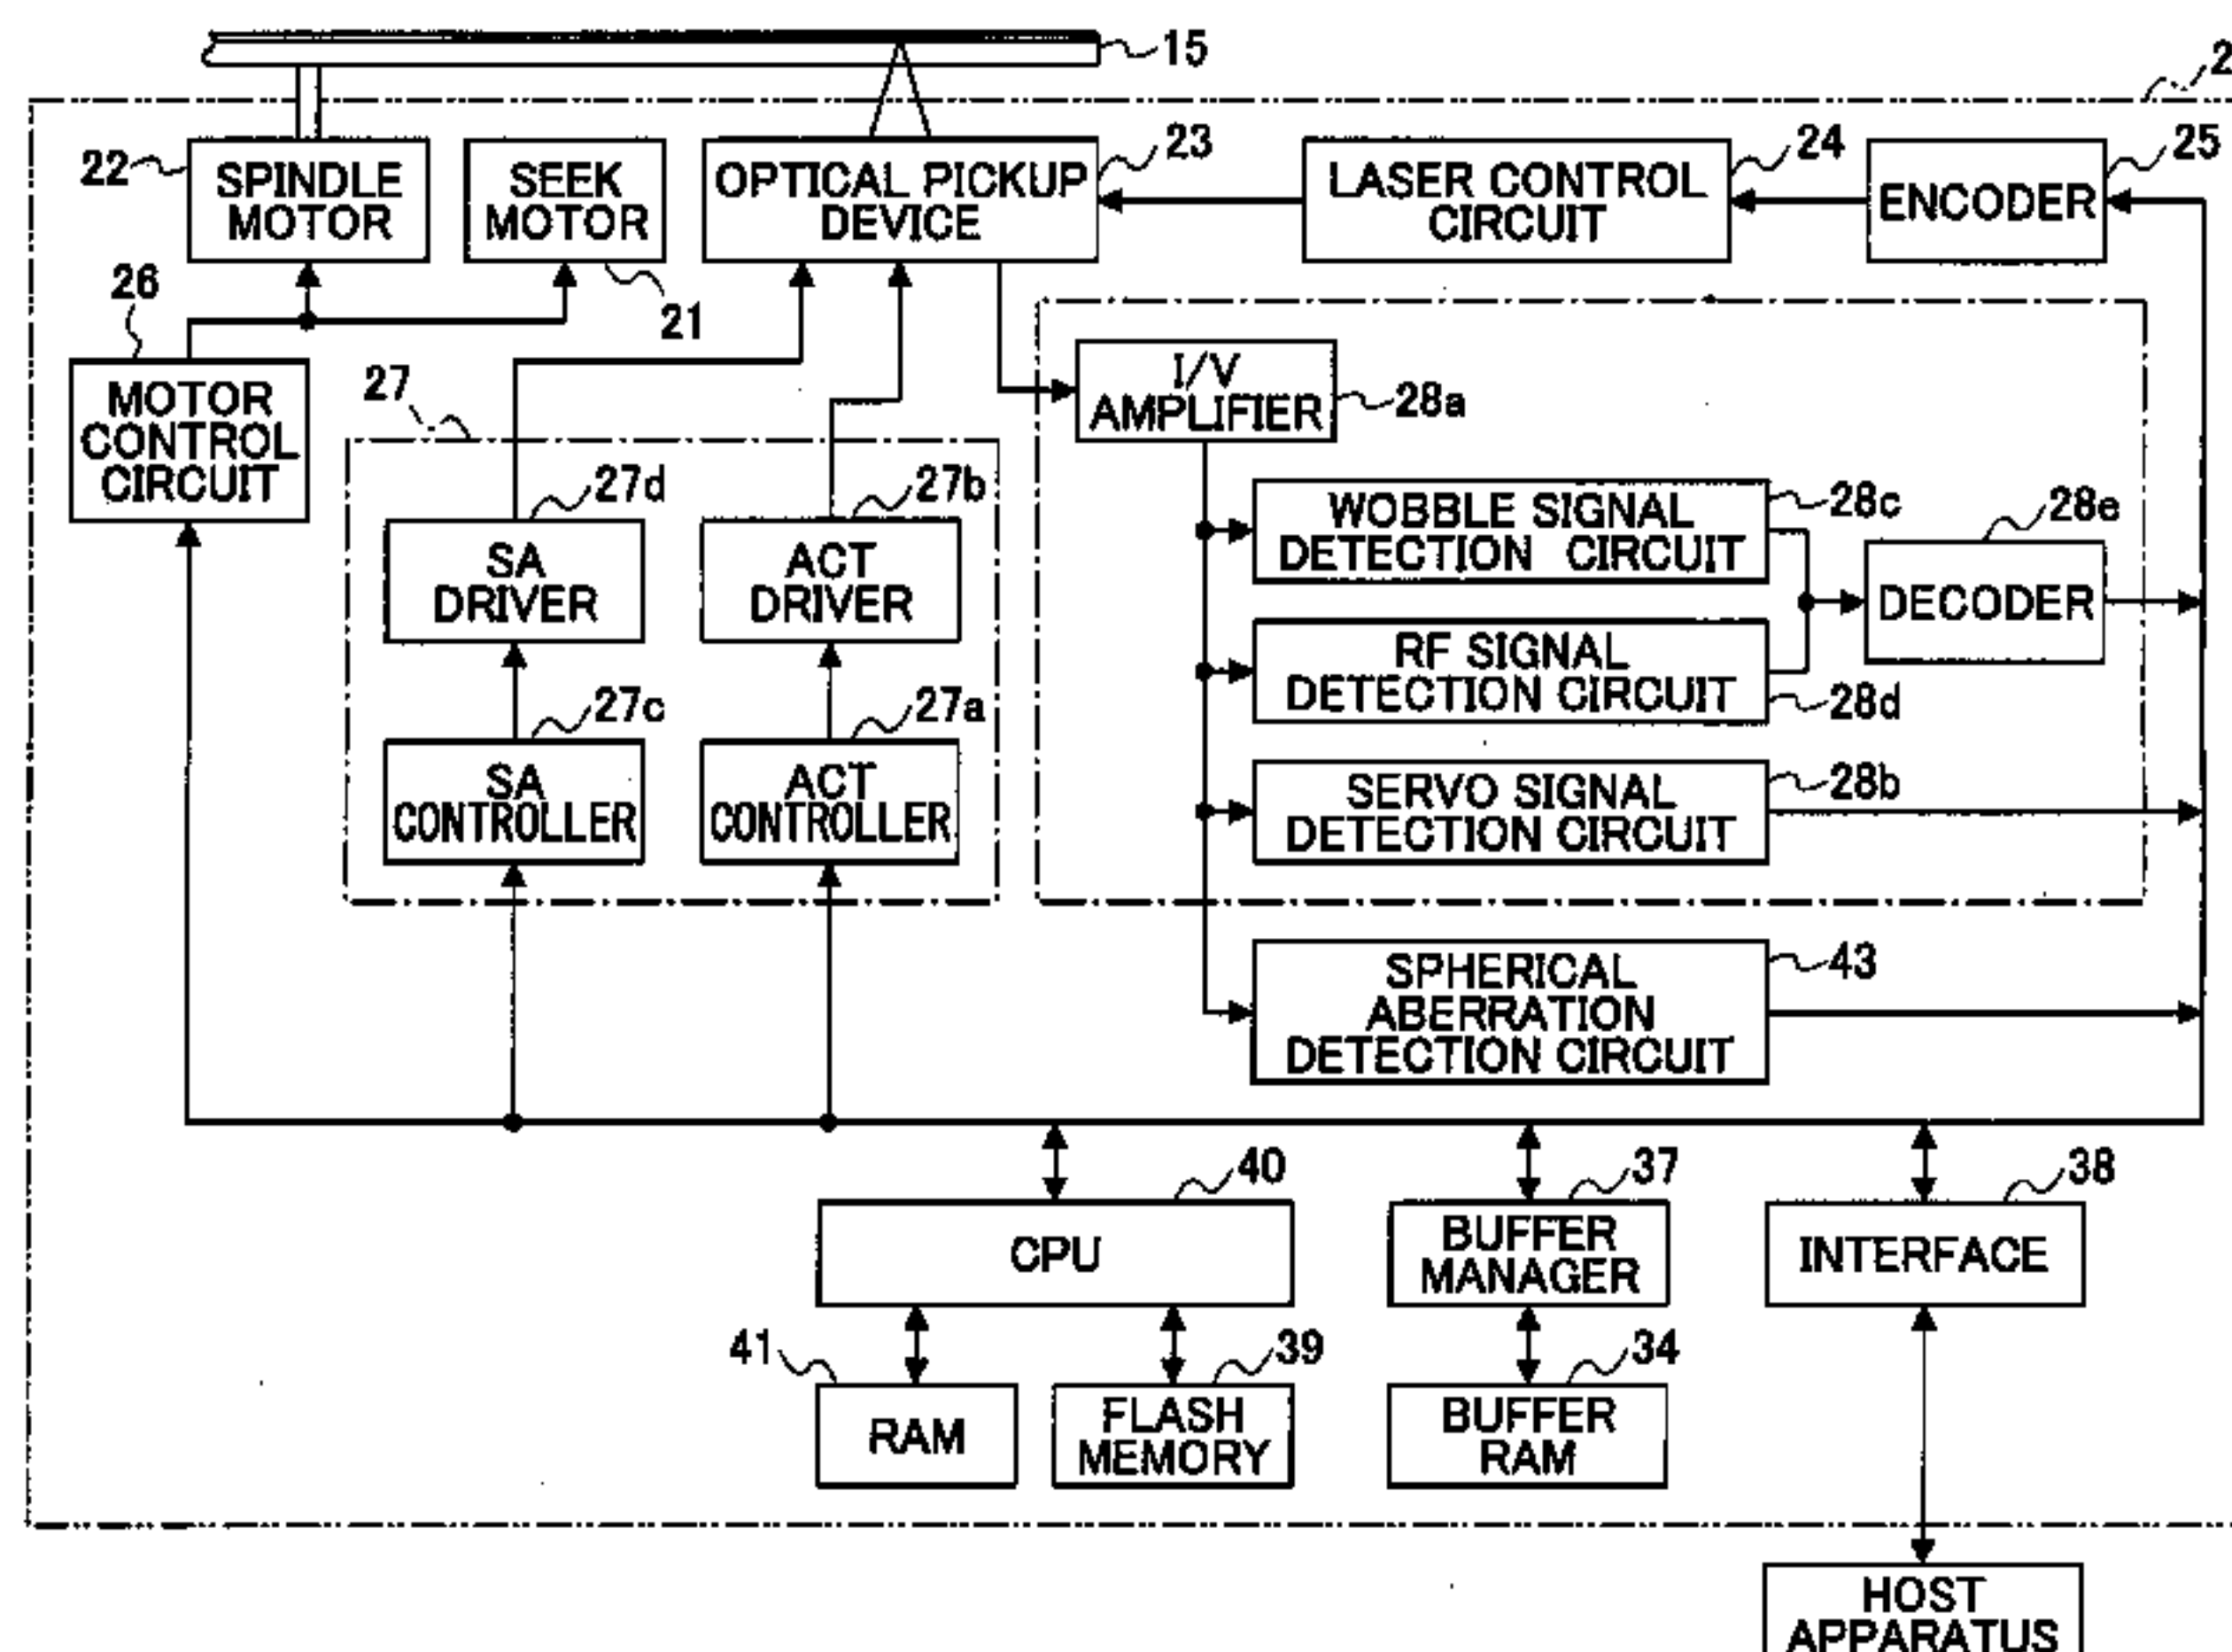 15
2
22
SPINDLE
MOTOR
SEEK
MOTOR
21
OPTICAL PICKUP
DEVICE
23
LASER CONTROL
CIRCUIT
24
ENCODER
25
26
MOTOR
CONTROL
CIRCUIT
27
I/V
AMPLIFIER
28a
27d
SA
DRIVER
27b
ACT
DRIVER
WOBBLE SIGNAL
DETECTION CIRCUIT
28c
28e
DECODER
RF SIGNAL
DETECTION CIRCUIT
28d
27c
SA
CONTROLLER
27a
ACT
CONTROLLER
SERVO SIGNAL
DETECTION CIRCUIT
28b
SPHERICAL
ABERRATION
DETECTION CIRCUIT
43
40
CPU
37
BUFFER
MANAGER
38
INTERFACE
41
RAM
39
FLASH
MEMORY
34
BUFFER
RAM
HOST
APPARATUS